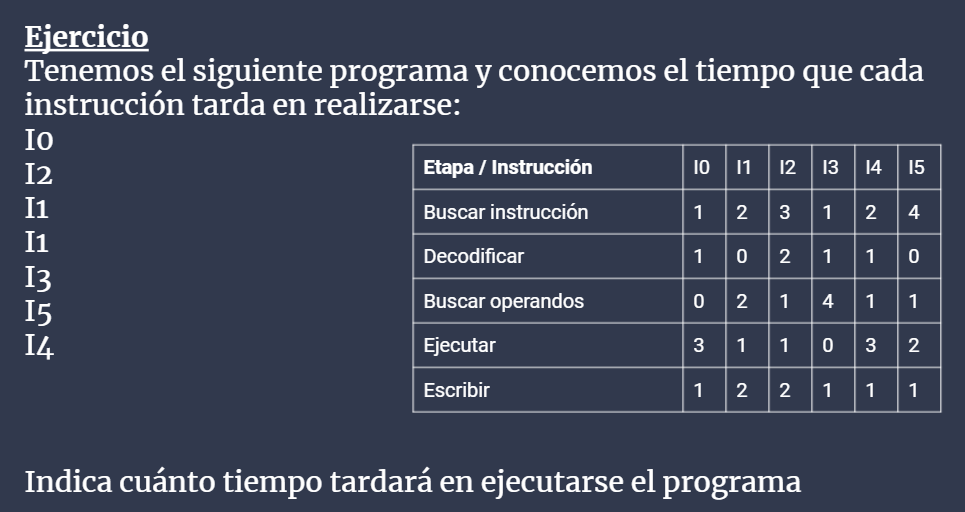 Ejercicio
Tenemos el siguiente programa y conocemos el tiempo que cada
instrucción tarda en realizarse:
I0
I2
I1
I1
I3
I5
I4
Etapa / Instrucción I0 I1 I2 I3 I4 I5
Buscar instrucción 1 2 3 1 2 4
Decodificar 1 0 2 1 1 0
Buscar operandos 0 2 1 4 1 1
Ejecutar 3 1 1 0 3 2
Escribir 1 2 2 1 1 1
Indica cuánto tiempo tardará en ejecutarse el programa